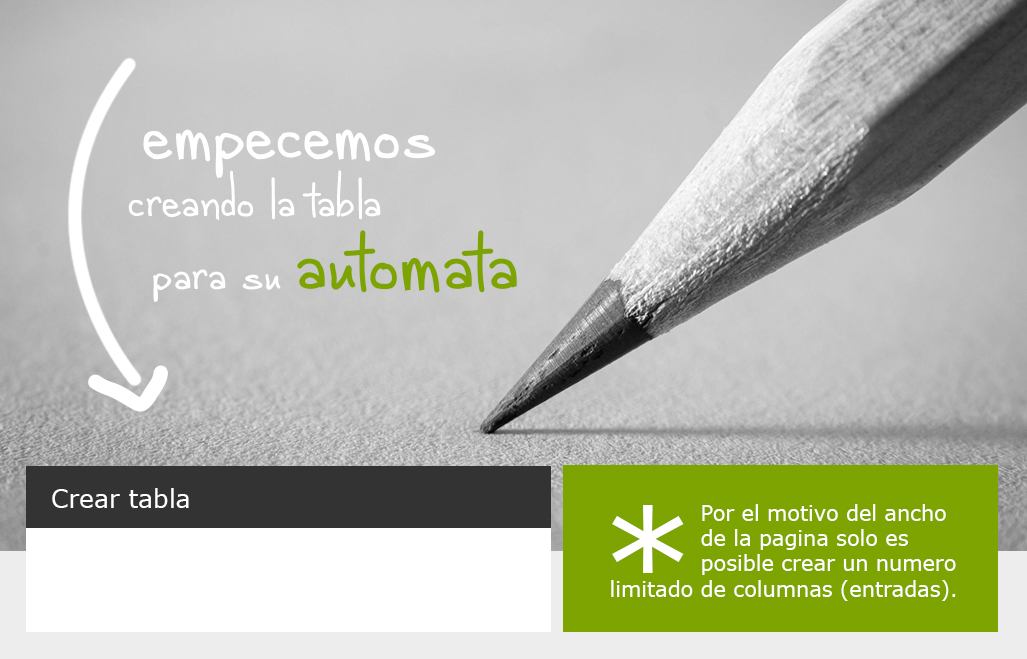 empecemos
creando la tabla
para su automata
Crear tabla
* Por el motivo del ancho
de la pagina solo es
posible crear un numero
limitado de columnas (entradas).